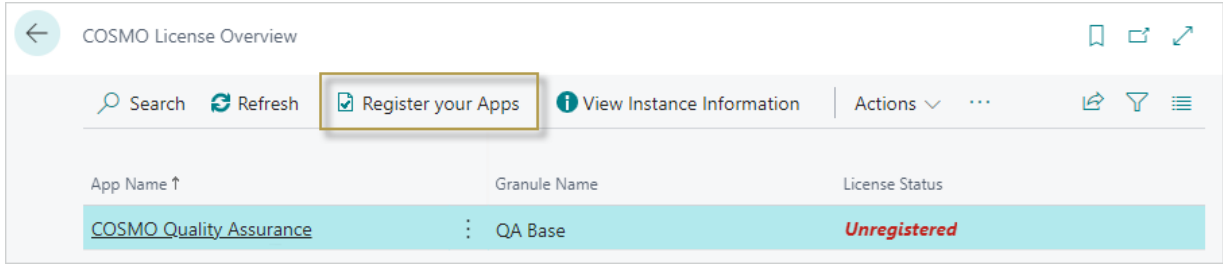 COSMO License Overview
Search Refresh Register your Apps View Instance Information Actions ...
App Name ↑ Granule Name License Status
COSMO Quality Assurance QA Base Unregistered